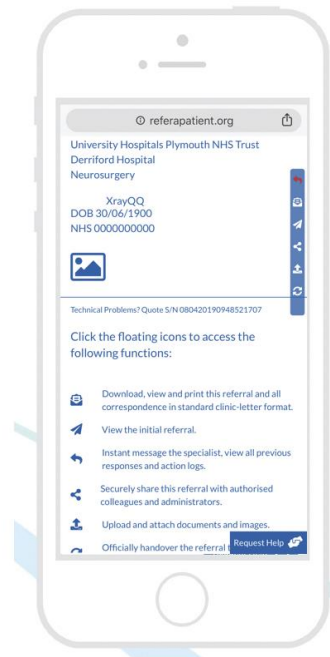 referapatient.org
University Hospitals Plymouth NHS Trust
Derriford Hospital
Neurosurgery
XrayQQ
DOB 30/06/1900
NHS 0000000000
Technical Problems? Quote S/N 080420190948521707
Click the floating icons to access the
following functions:
Download, view and print this referral and all
correspondence in standard clinic-letter format.
View the initial referral.
Instant message the specialist, view all previous
responses and action logs.
Securely share this referral with authorised
colleagues and administrators.
Upload and attach documents and images.
Officially handover the referral
Request Help